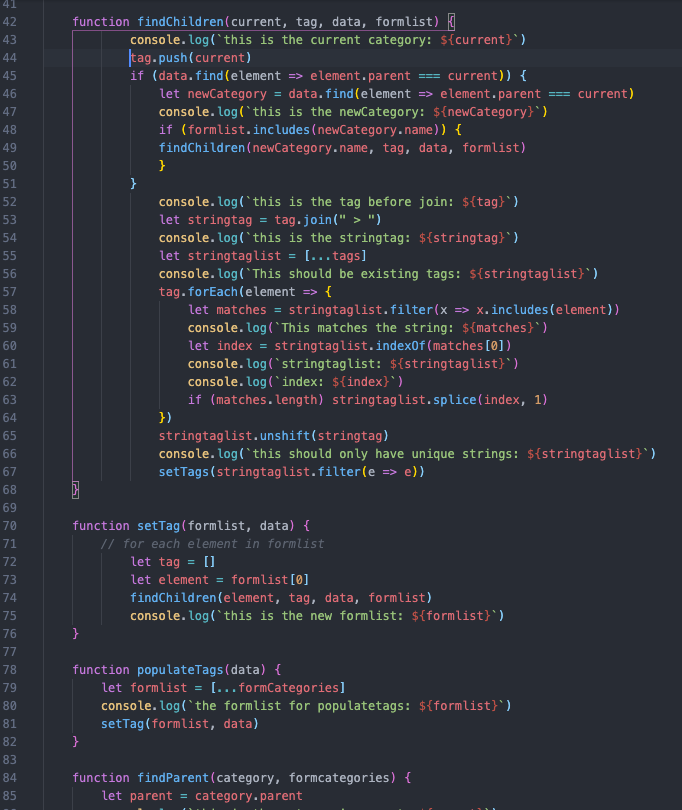 41
42 function findChildren(current, tag, data, formlist) {
43 console.log(`this is the current category: ${current}`)
44 tag.push(current)
45 if (data.find(element => element.parent === current)) {
46 let newCategory = data.find(element => element.parent === current)
47 console.log(`this is the newCategory: ${newCategory}`)
48 if (formlist.includes(newCategory.name)) {
49 findChildren(newCategory.name, tag, data, formlist)
50 }
51 }
52 console.log(`this is the tag before join: ${tag}`)
53 let stringtag = tag.join(" > ")
54 console.log(`this is the stringtag: ${stringtag}`)
55 let stringtaglist = [...tags]
56 console.log(`This should be existing tags: ${stringtaglist}`)
57 tag.forEach(element => {
58 let matches = stringtaglist.filter(x => x.includes(element))
59 console.log(`This matches the string: ${matches}`)
60 let index = stringtaglist.indexOf(matches[0])
61 console.log(`stringtaglist: ${stringtaglist}`)
62 console.log(`index: ${index}`)
63 if (matches.length) stringtaglist.splice(index, 1)
64 })
65 stringtaglist.unshift(stringtag)
66 console.log(`this should only have unique strings: ${stringtaglist}`)
67 setTags(stringtaglist.filter(e => e))
68 }
69
70 function setTag(formlist, data) {
71 // for each element in formlist
72 let tag = []
73 let element = formlist[0]
74 findChildren(element, tag, data, formlist)
75 console.log(`this is the new formlist: ${formlist}`)
76 }
77
78 function populateTags(data) {
79 let formlist = [...formCategories]
80 console.log(`the formlist for populatetags: ${formlist}`)
81 setTag(formlist, data)
82 }
83
84 function findParent(category, formcategories) {
85 let parent = category.parent